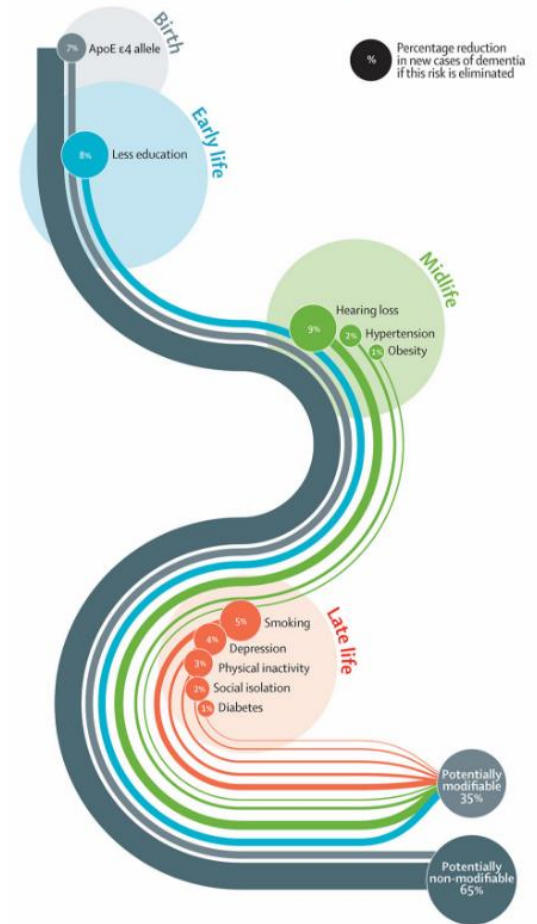 Birth
7%
ApoE ε4 allele
%
Percentage reduction
in new cases of dementia
if this risk is eliminated
Early life
8%
Less education
Midlife
Hearing loss
9%
2%
Hypertension
1%
Obesity
Late life
5%
Smoking
4%
Depression
3%
Physical inactivity
2%
Social isolation
1%
Diabetes
Potentially
modifiable
35%
Potentially
non-modifiable
65%